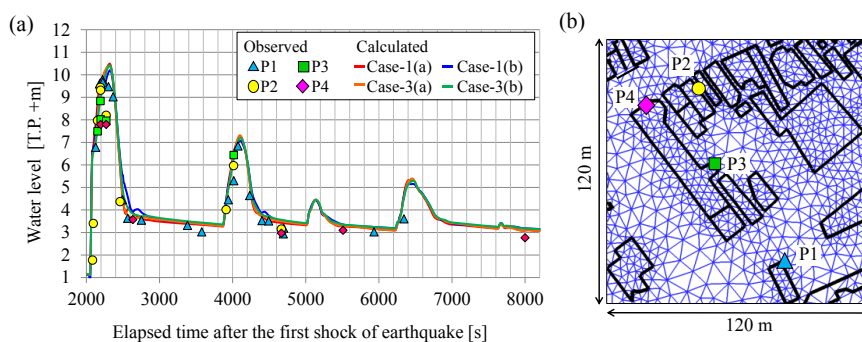 (a)
Water level [T.P. +m]
12
11
10
9
8
7
6
5
4
3
2
1
2000 3000 4000 5000 6000 7000 8000
Elapsed time after the first shock of earthquake [s]
Observed Calculated
P1 P3 Case-1(a) Case-1(b)
P2 P4 Case-3(a) Case-3(b)
(b)
P2
P4
P3
P1
120 m
120 m